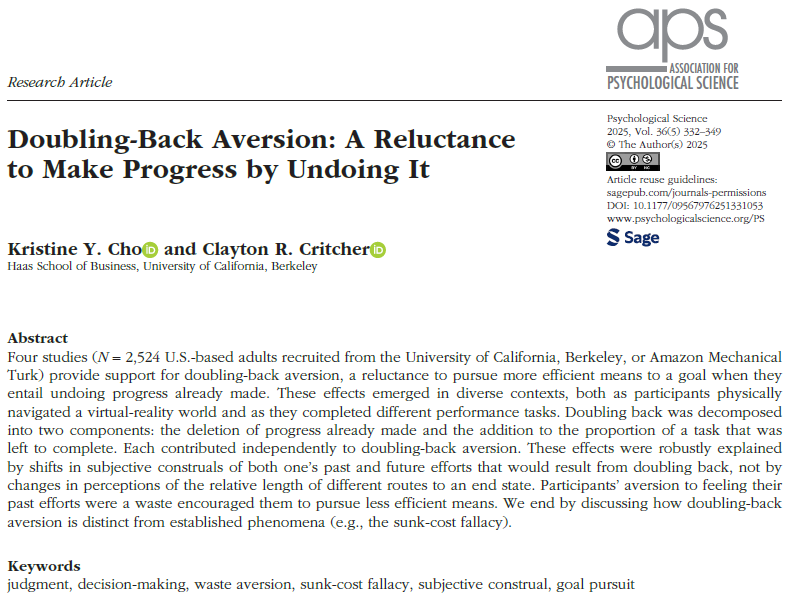 aps
ASSOCIATION FOR
PSYCHOLOGICAL SCIENCE
Research Article
Doubling-Back Aversion: A Reluctance
to Make Progress by Undoing It
Psychological Science
2025, Vol. 36(5) 332–349
© The Author(s) 2025
cc BY NC
Article reuse guidelines:
sagepub.com/journals-permissions
DOI: 10.1177/09567976251331053
www.psychologicalscience.org/PS
Sage
Kristine Y. Cho iD and Clayton R. Critcher iD
Haas School of Business, University of California, Berkeley
Abstract
Four studies (N = 2,524 U.S.-based adults recruited from the University of California, Berkeley, or Amazon Mechanical
Turk) provide support for doubling-back aversion, a reluctance to pursue more efficient means to a goal when they
entail undoing progress already made. These effects emerged in diverse contexts, both as participants physically
navigated a virtual-reality world and as they completed different performance tasks. Doubling back was decomposed
into two components: the deletion of progress already made and the addition to the proportion of a task that was
left to complete. Each contributed independently to doubling-back aversion. These effects were robustly explained
by shifts in subjective construals of both one's past and future efforts that would result from doubling back, not by
changes in perceptions of the relative length of different routes to an end state. Participants' aversion to feeling their
past efforts were a waste encouraged them to pursue less efficient means. We end by discussing how doubling-back
aversion is distinct from established phenomena (e.g., the sunk-cost fallacy).
Keywords
judgment, decision-making, waste aversion, sunk-cost fallacy, subjective construal, goal pursuit